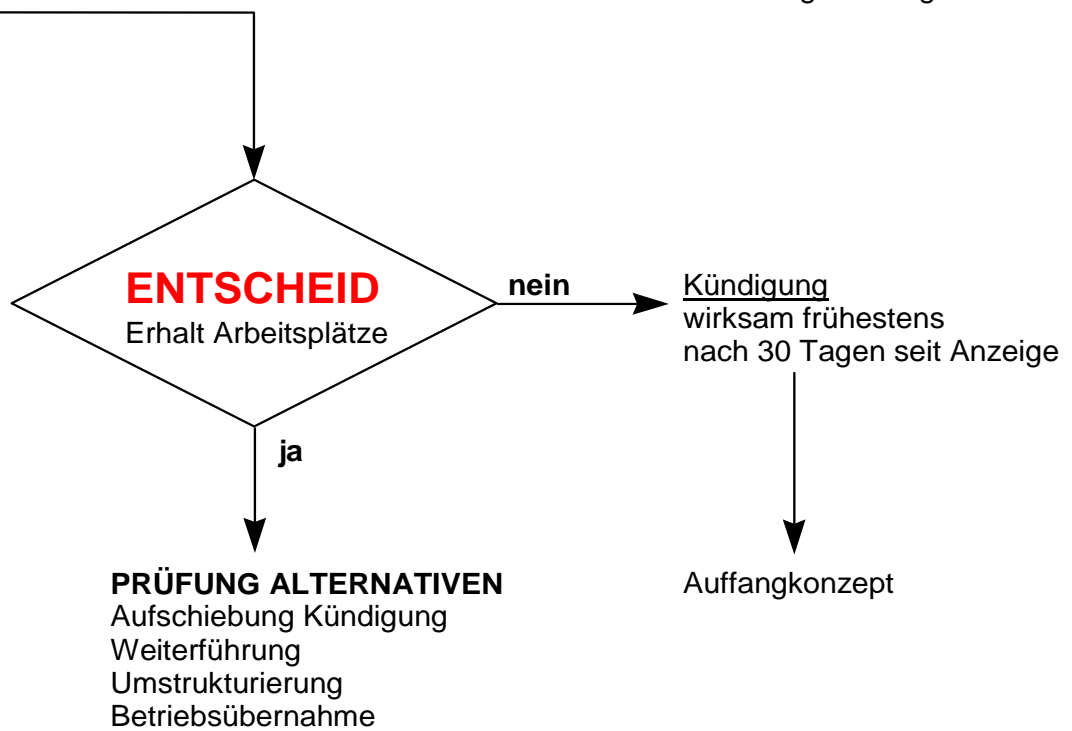 ENTSCHEID
Erhalt Arbeitsplätze
nein
Kündigung
wirksam frühestens
nach 30 Tagen seit Anzeige
ja
PRÜFUNG ALTERNATIVEN
Aufschiebung Kündigung
Weiterführung
Umstrukturierung
Betriebsübernahme
Auffangkonzept